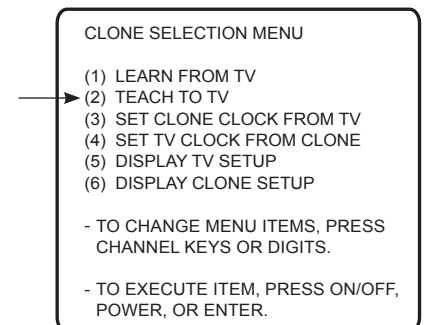 CLONE SELECTION MENU
(1) LEARN FROM TV
(2) TEACH TO TV
(3) SET CLONE CLOCK FROM TV
(4) SET TV CLOCK FROM CLONE
(5) DISPLAY TV SETUP
(6) DISPLAY CLONE SETUP
- TO CHANGE MENU ITEMS, PRESS
CHANNEL KEYS OR DIGITS.
- TO EXECUTE ITEM, PRESS ON/OFF,
POWER, OR ENTER.